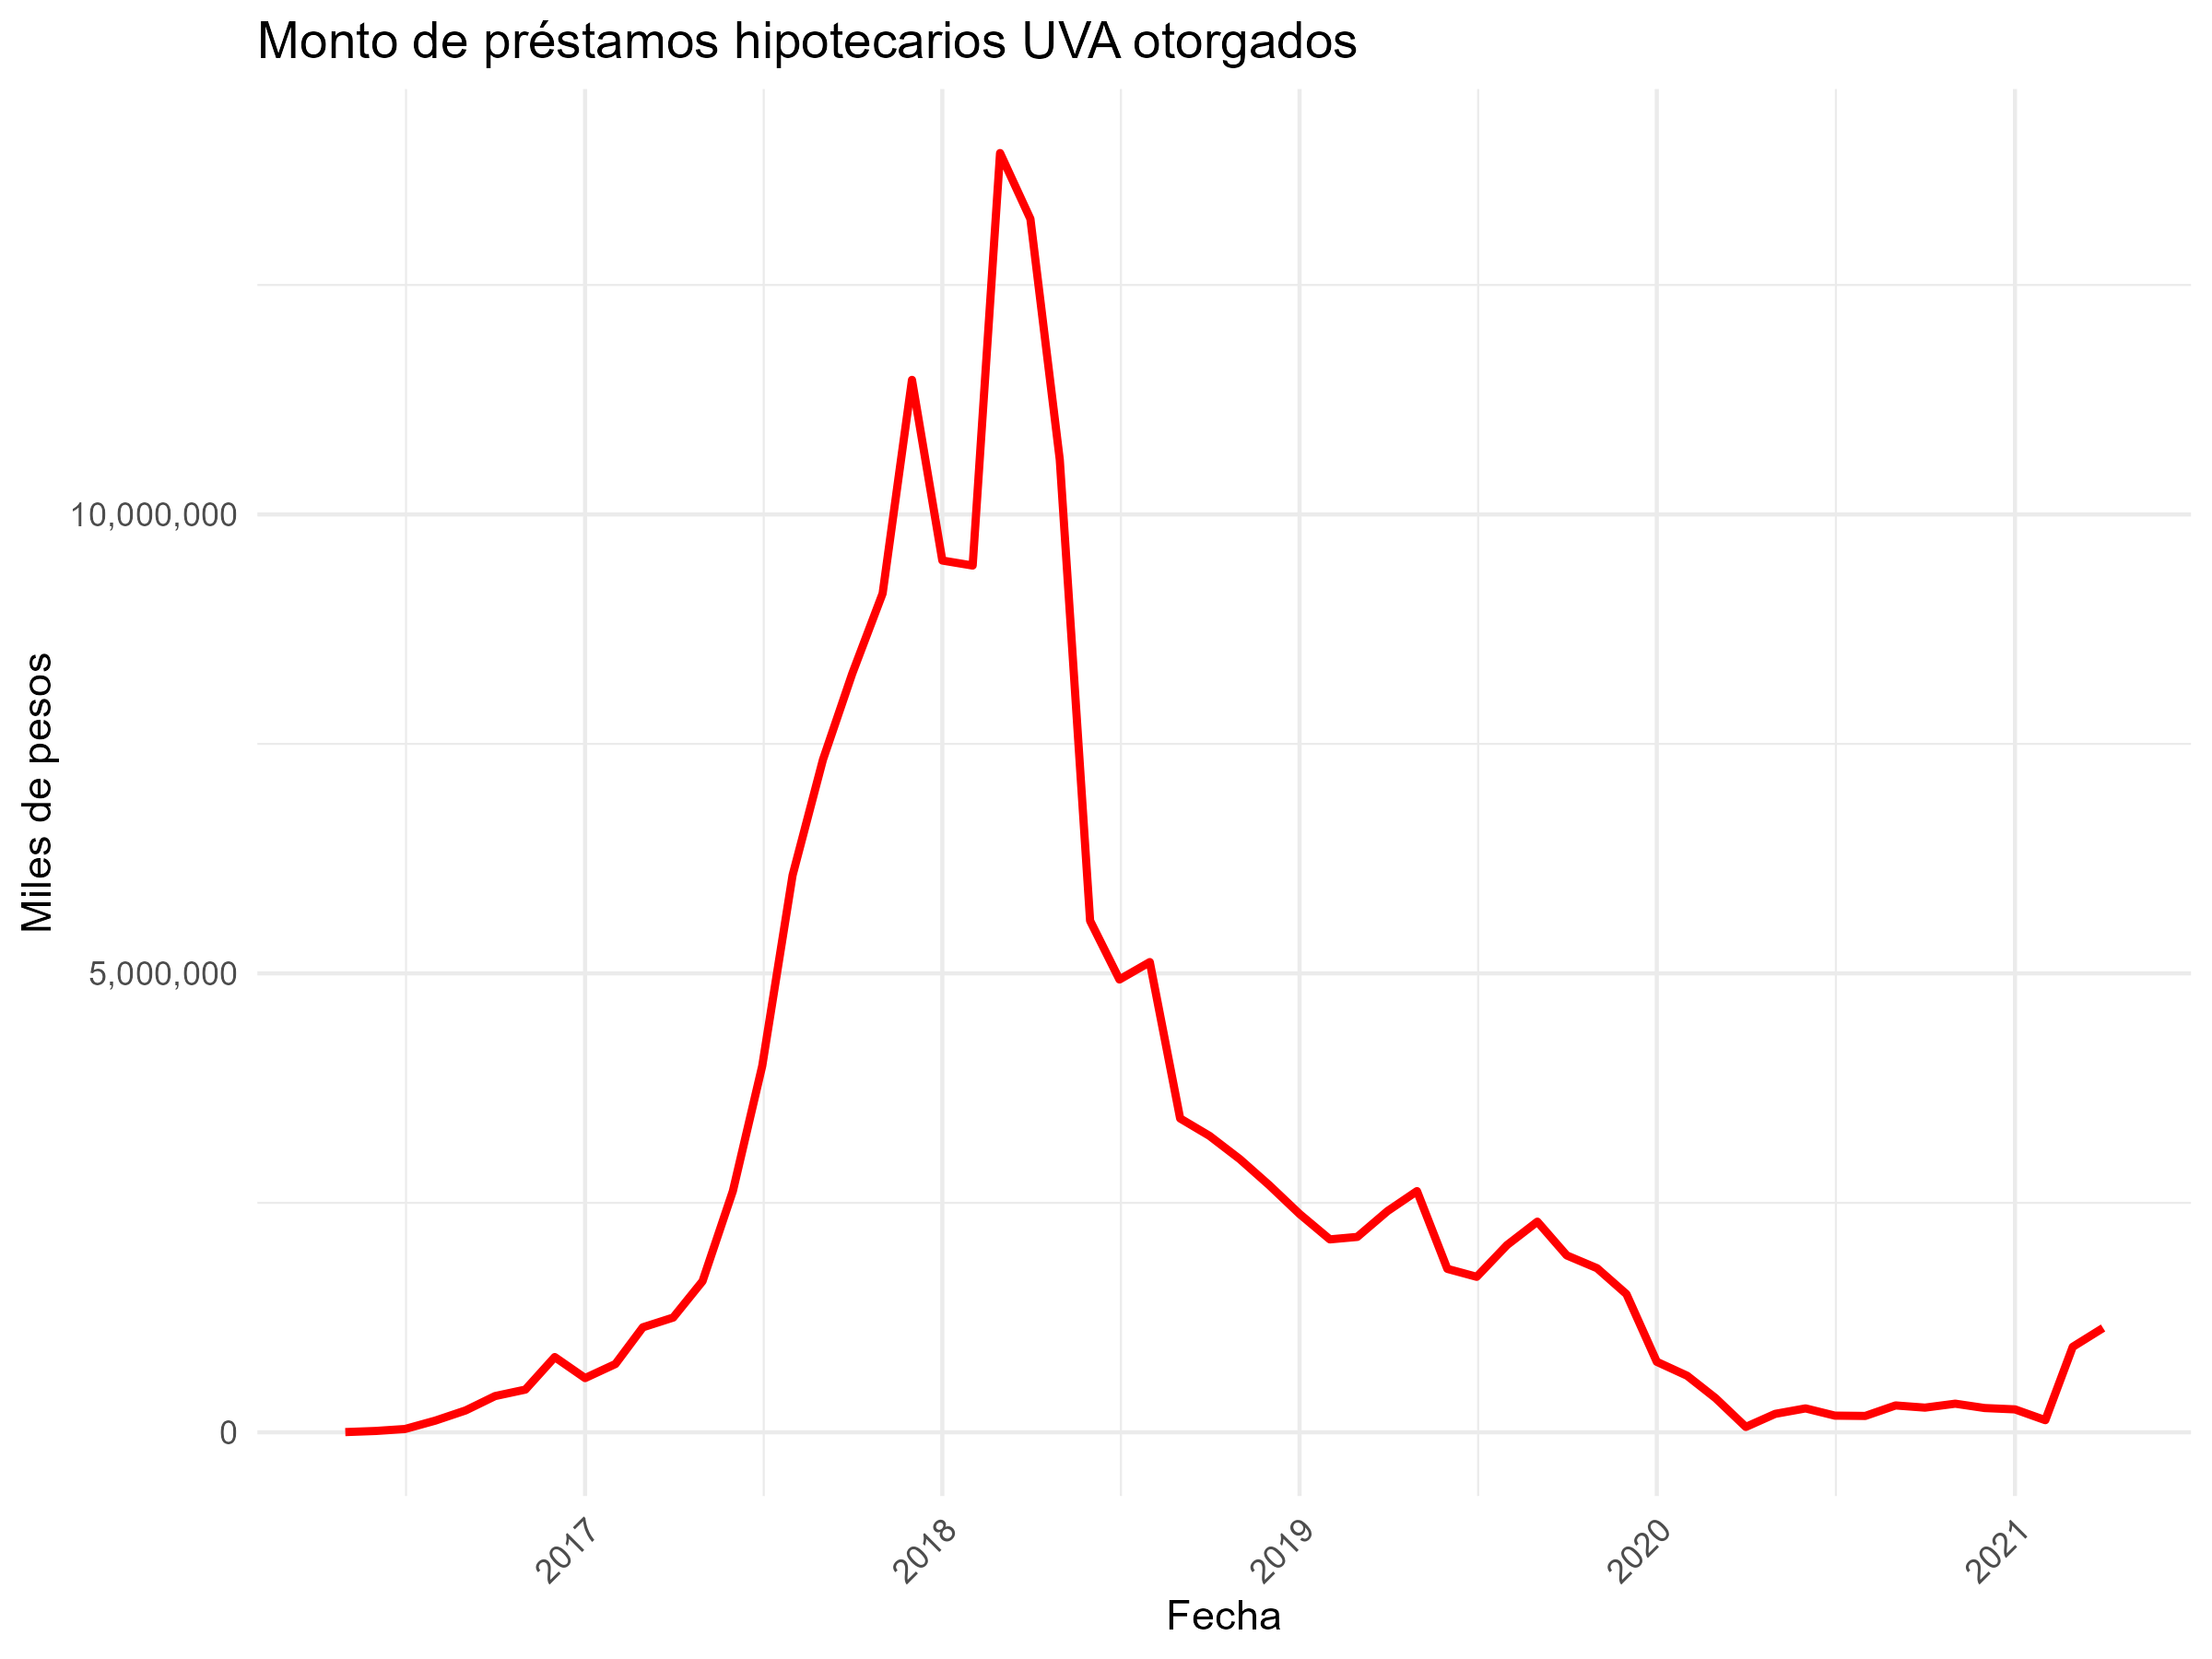 Monto de préstamos hipotecarios UVA otorgados
Miles de pesos
10,000,000
5,000,000
0
2017
2018
2019
2020
2021
Fecha